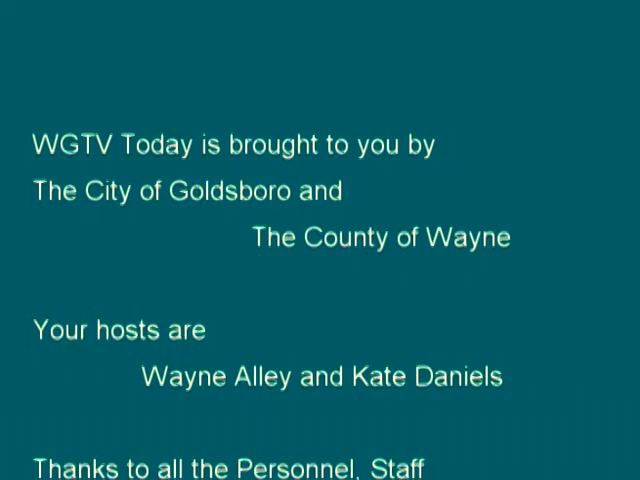 WGTV Today is brought to you by
The City of Goldsboro and
The County of Wayne
Your hosts are
Wayne Alley and Kate Daniels
Thanks to all the Personnel, Staff